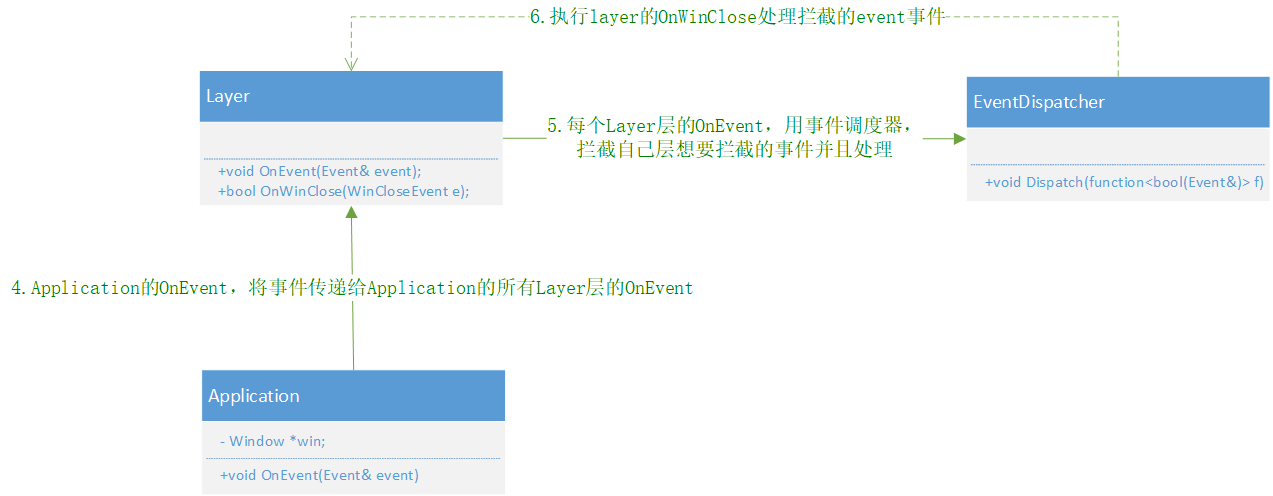 6.执行layer的OnWinClose处理拦截的event事件
Layer
+void OnEvent(Event& event);
+bool OnWinClose(WinCloseEvent e);
5.每个Layer层的OnEvent，用事件调度器，
拦截自己层想要拦截的事件并且处理
EventDispatcher
+void Dispatch(function<bool(Event&)> f)
4.Application的OnEvent，将事件传递给Application的所有Layer层的OnEvent
Application
- Window *win;
+void OnEvent(Event& event)